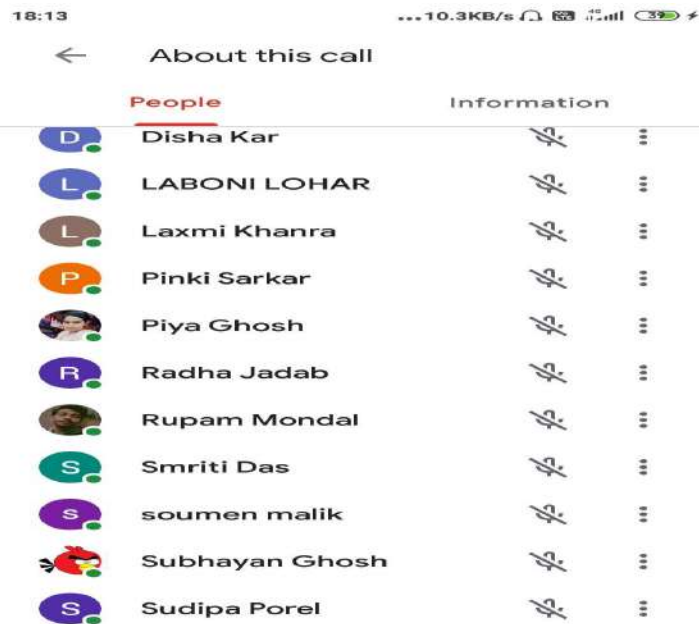 18:13 ...10.3KB/s 4G 39
About this call
People Information
D Disha Kar
L LABONI LOHAR
L Laxmi Khanra
P Pinki Sarkar
Piya Ghosh
R Radha Jadab
Rupam Mondal
S Smriti Das
s soumen malik
Subhayan Ghosh
S Sudipa Porel